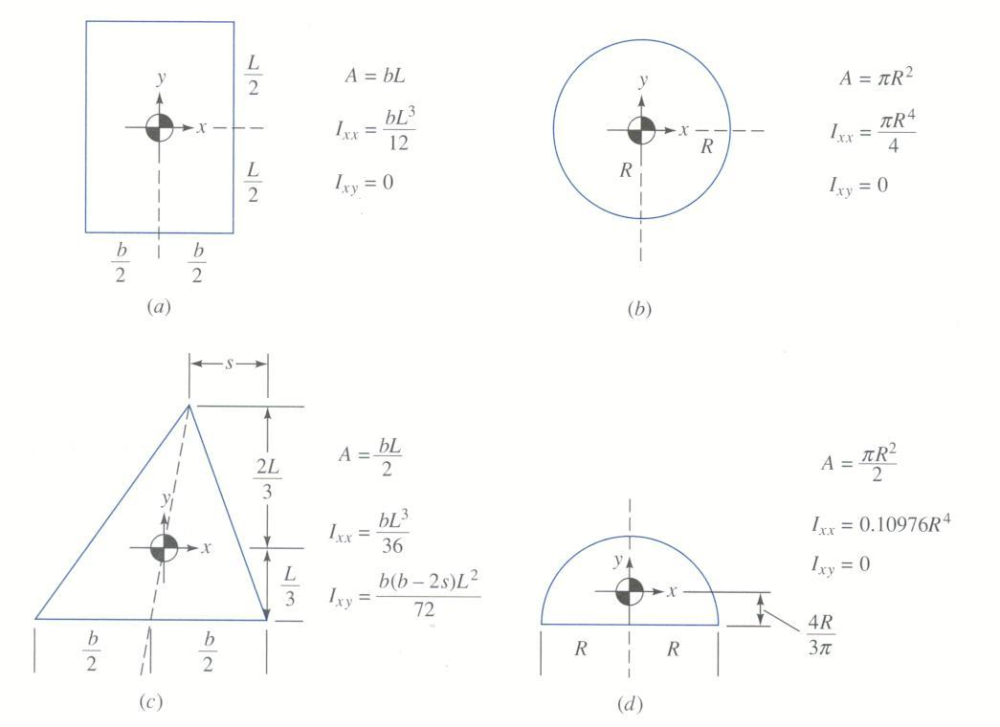 y
x
L/2
L/2
b/2 b/2
A = bL
I_xx = bL³/12
I_xy = 0
(a)
y
x
R
R
A = πR²
I_xx = πR⁴/4
I_xy = 0
(b)
s
2L/3
y
x
L/3
b/2 b/2
A = bL/2
I_xx = bL³/36
I_xy = b(b – 2s)L²/72
(c)
y
x
R R
4R/3π
A = πR²/2
I_xx = 0.10976R⁴
I_xy = 0
(d)